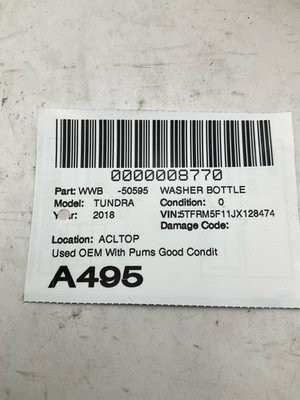 0000008770
Part: WWB -50595 WASHER BOTTLE
Model: TUNDRA Condition: 0
Year: 2018 VIN:5TFRM5F11JX128474
Damage Code:
Location: ACLTOP
Used OEM With Pums Good Condit
A495